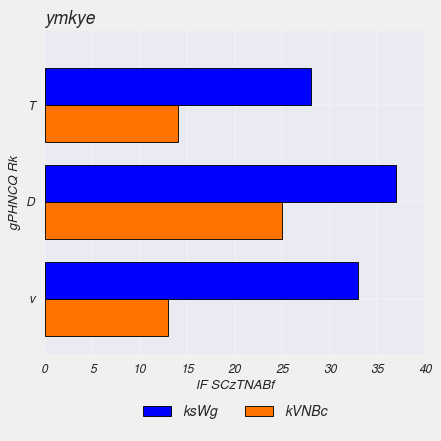 ymkye
T
D
v
gPHNCQ Rk
0 5 10 15 20 25 30 35 40
IF SCzTNABf
ksWg kVNBc